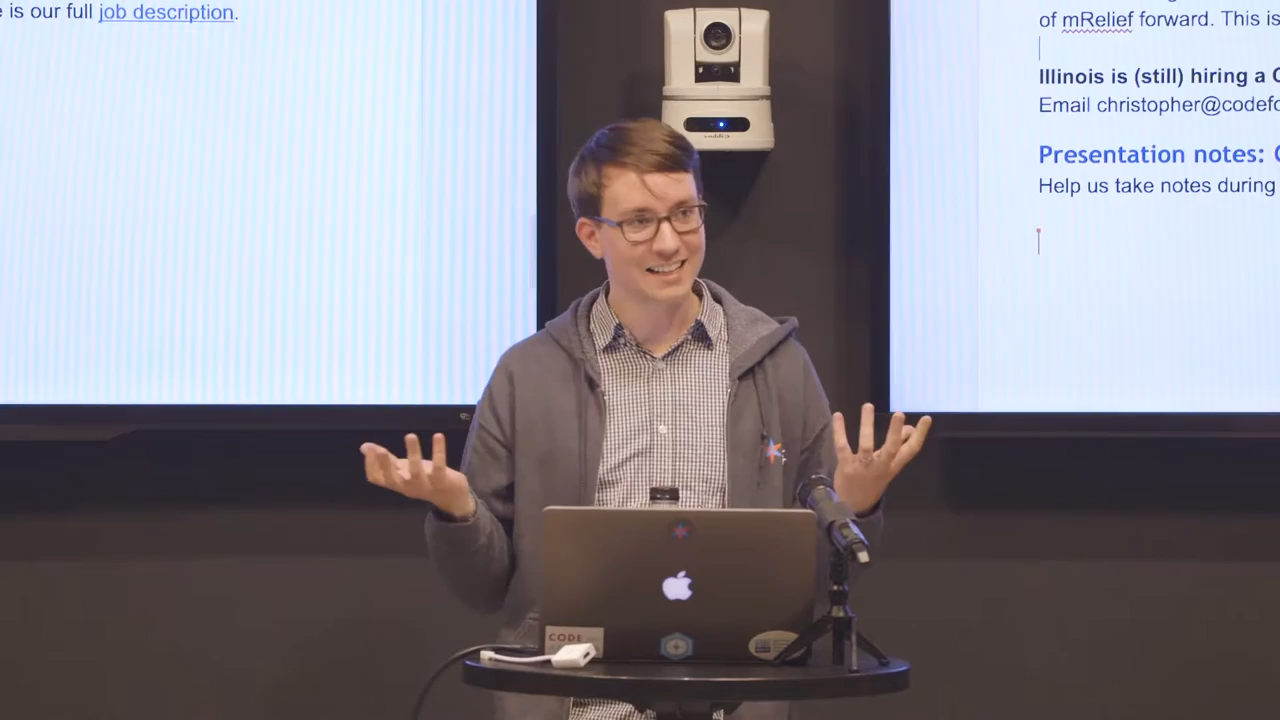 e is our full job description.
of mRelief forward. This is
Illinois is (still) hiring a C
Email christopher@codefo
Presentation notes: C
Help us take notes during
CODE